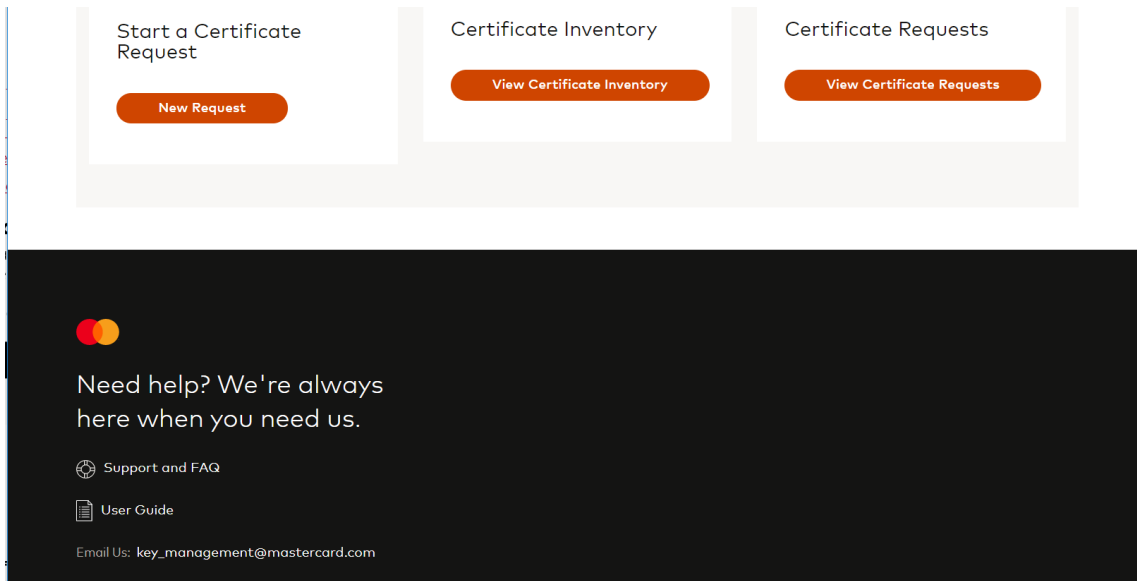 Start a Certificate
Request
New Request
Certificate Inventory
View Certificate Inventory
Certificate Requests
View Certificate Requests
Need help? We're always
here when you need us.
Support and FAQ
User Guide
Email Us: key_management@mastercard.com